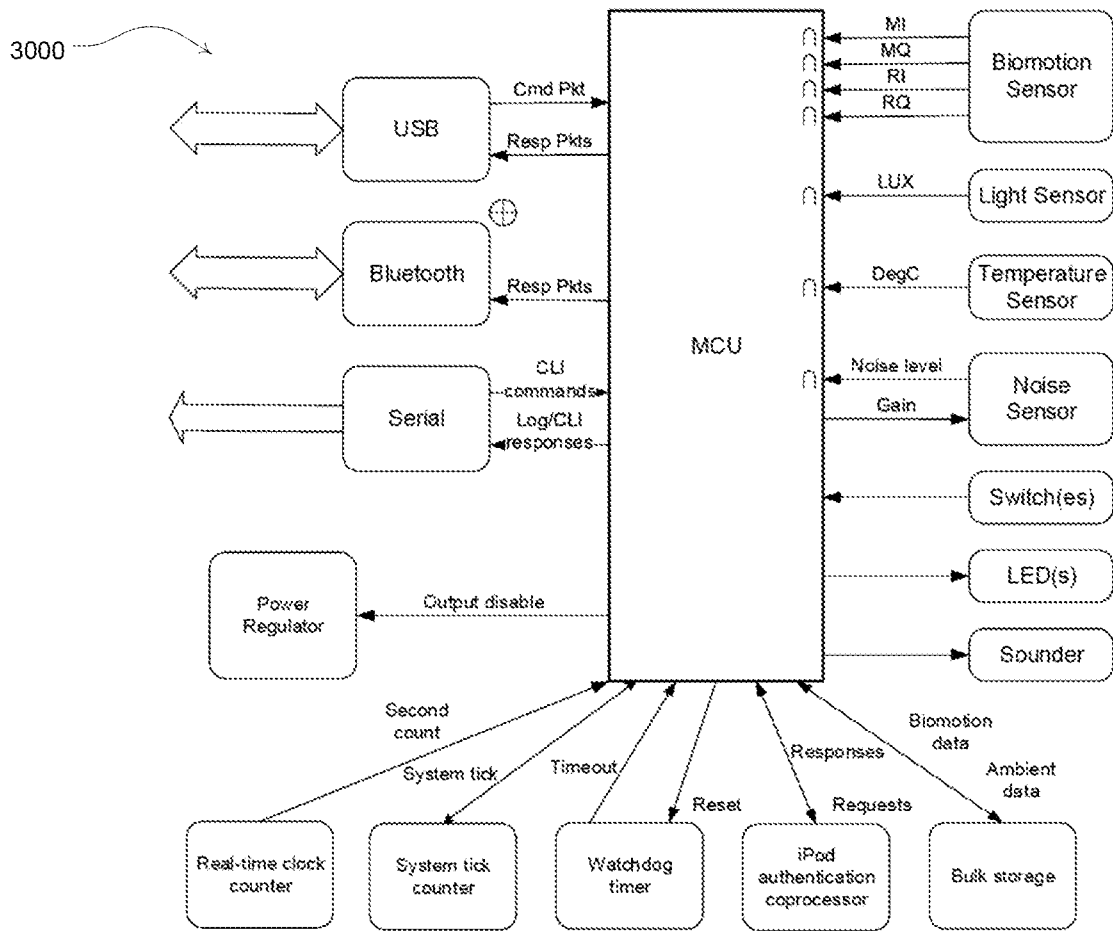 3000
MI
MQ
RI
RQ
Biomotion
Sensor
USB
Cmd Pkt
Resp Pkts
LUX
Light Sensor
Bluetooth
Resp Pkts
DegC
Temperature
Sensor
MCU
Serial
CLI
commands
Log/CLI
responses
Noise level
Gain
Noise
Sensor
Switch(es)
Power
Regulator
Output disable
LED(s)
Sounder
Second
count
System tick
Timeout
Reset
Responses
Requests
Biomotion
data
Ambient
data
Real-time clock
counter
System tick
counter
Watchdog
timer
iPod
authentication
coprocessor
Bulk storage